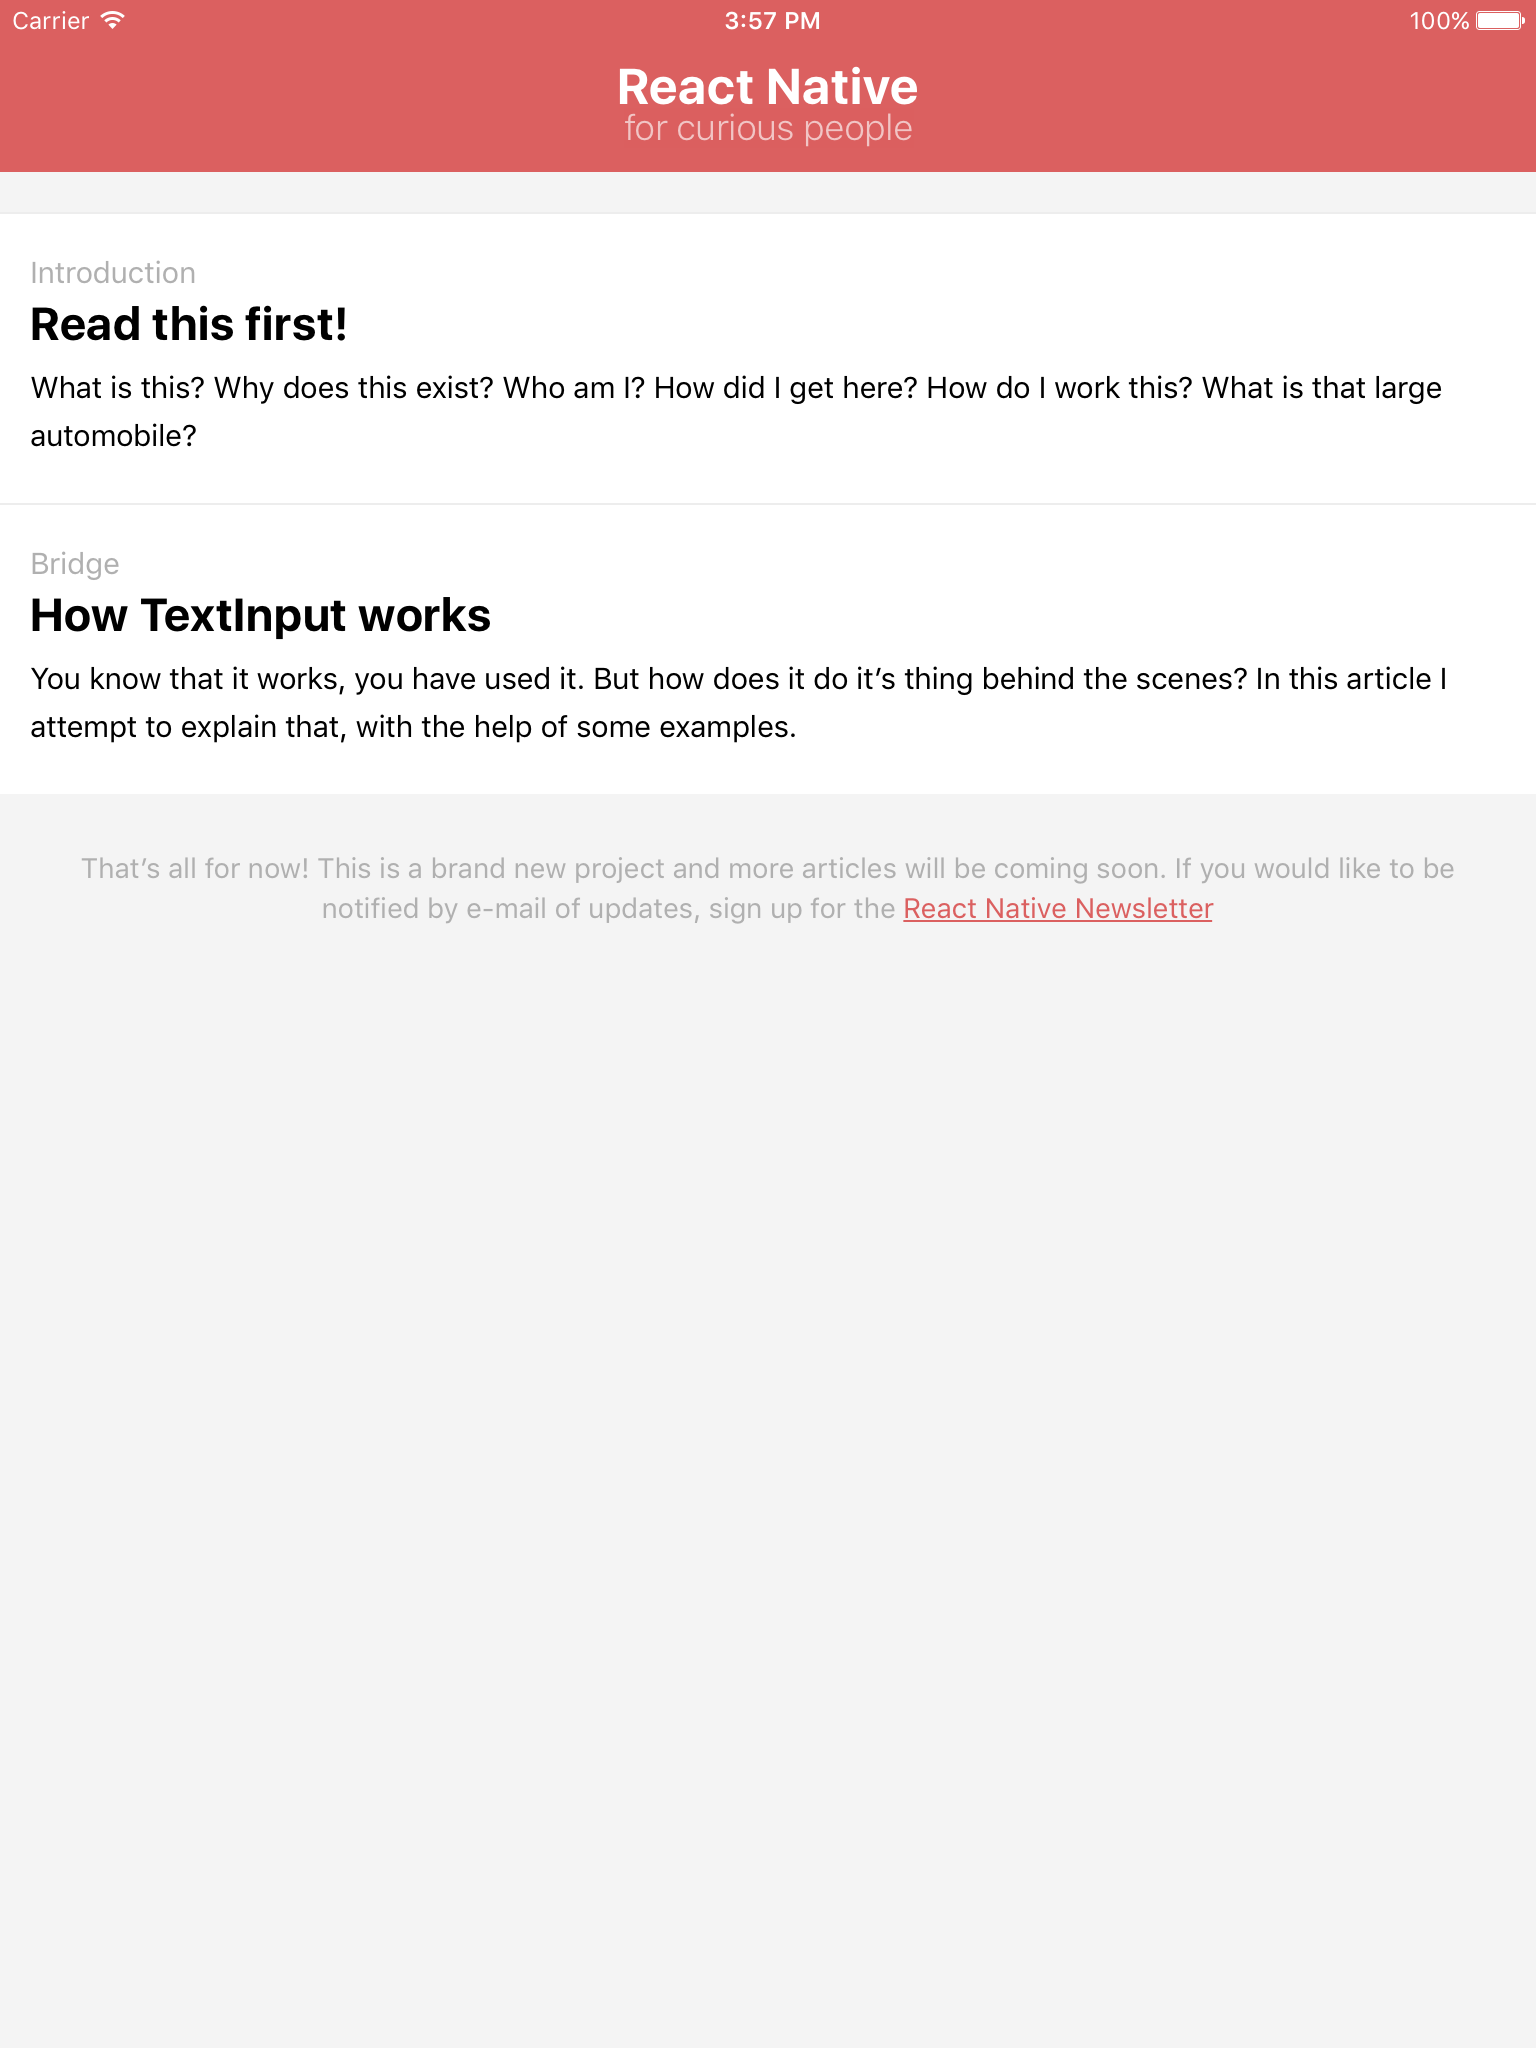 Carrier 3:57 PM 100%
React Native
for curious people
Introduction
Read this first!
What is this? Why does this exist? Who am I? How did I get here? How do I work this? What is that large
automobile?
Bridge
How TextInput works
You know that it works, you have used it. But how does it do it’s thing behind the scenes? In this article I
attempt to explain that, with the help of some examples.
That’s all for now! This is a brand new project and more articles will be coming soon. If you would like to be
notified by e-mail of updates, sign up for the React Native Newsletter